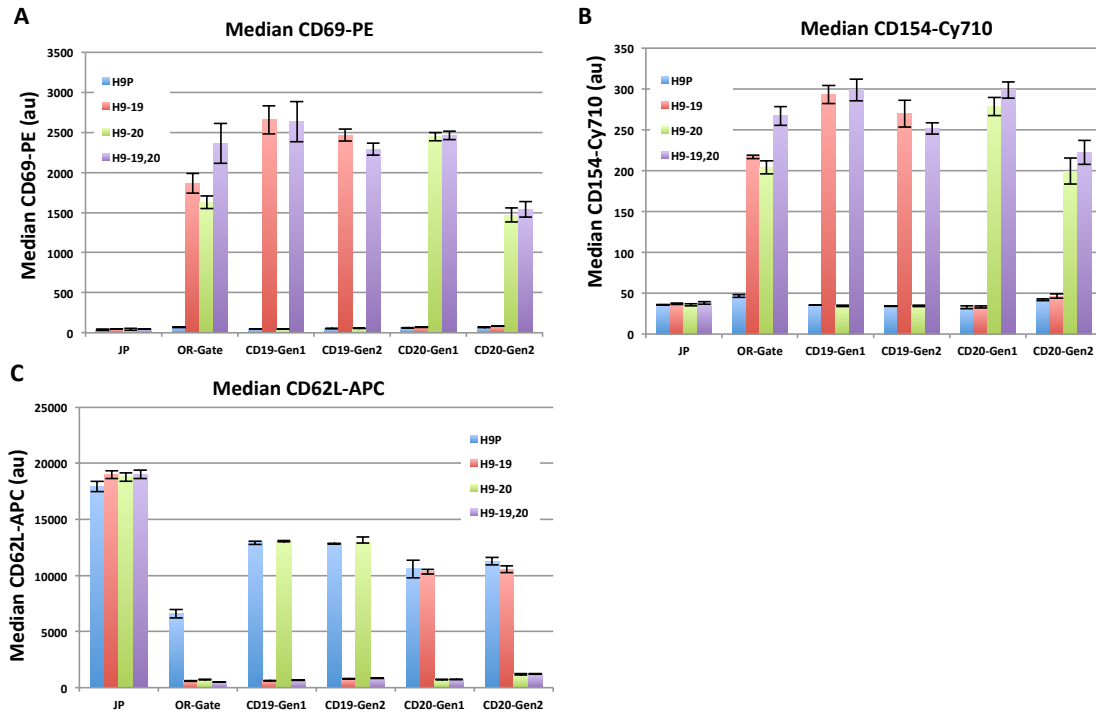 A
Median CD69-PE
Median CD69-PE (au)
3500
3000
2500
2000
1500
1000
500
0
H9P
H9-19
H9-20
H9-19,20
JP OR-Gate CD19-Gen1 CD19-Gen2 CD20-Gen1 CD20-Gen2
B
Median CD154-Cy710
Median CD154-Cy710 (au)
350
300
250
200
150
100
50
0
H9P
H9-19
H9-20
H9-19,20
JP OR-Gate CD19-Gen1 CD19-Gen2 CD20-Gen1 CD20-Gen2
C
Median CD62L-APC
Median CD62L-APC (au)
25000
20000
15000
10000
5000
0
H9P
H9-19
H9-20
H9-19,20
JP OR-Gate CD19-Gen1 CD19-Gen2 CD20-Gen1 CD20-Gen2